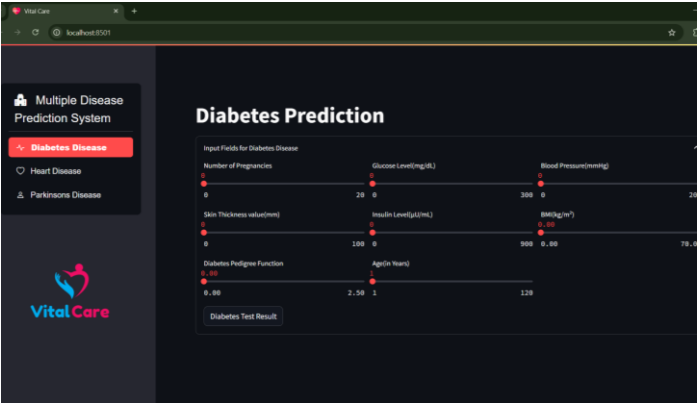 Vital Care
localhost:8501
Multiple Disease
Prediction System
Diabetes Disease
Heart Disease
Parkinsons Disease
Vital Care
Diabetes Prediction
Input Fields for Diabetes Disease
Number of Pregnancies
0
0 20
Glucose Level(mg/dL)
0
0 300
Blood Pressure(mmHg)
0
0
Skin Thickness value(mm)
0
0 100
Insulin Level(μU/mL)
0
0 900
BMI(kg/m²)
0.00
0.00 70.0
Diabetes Pedigree Function
0.00
0.00 2.50
Age(in Years)
1
1 120
Diabetes Test Result